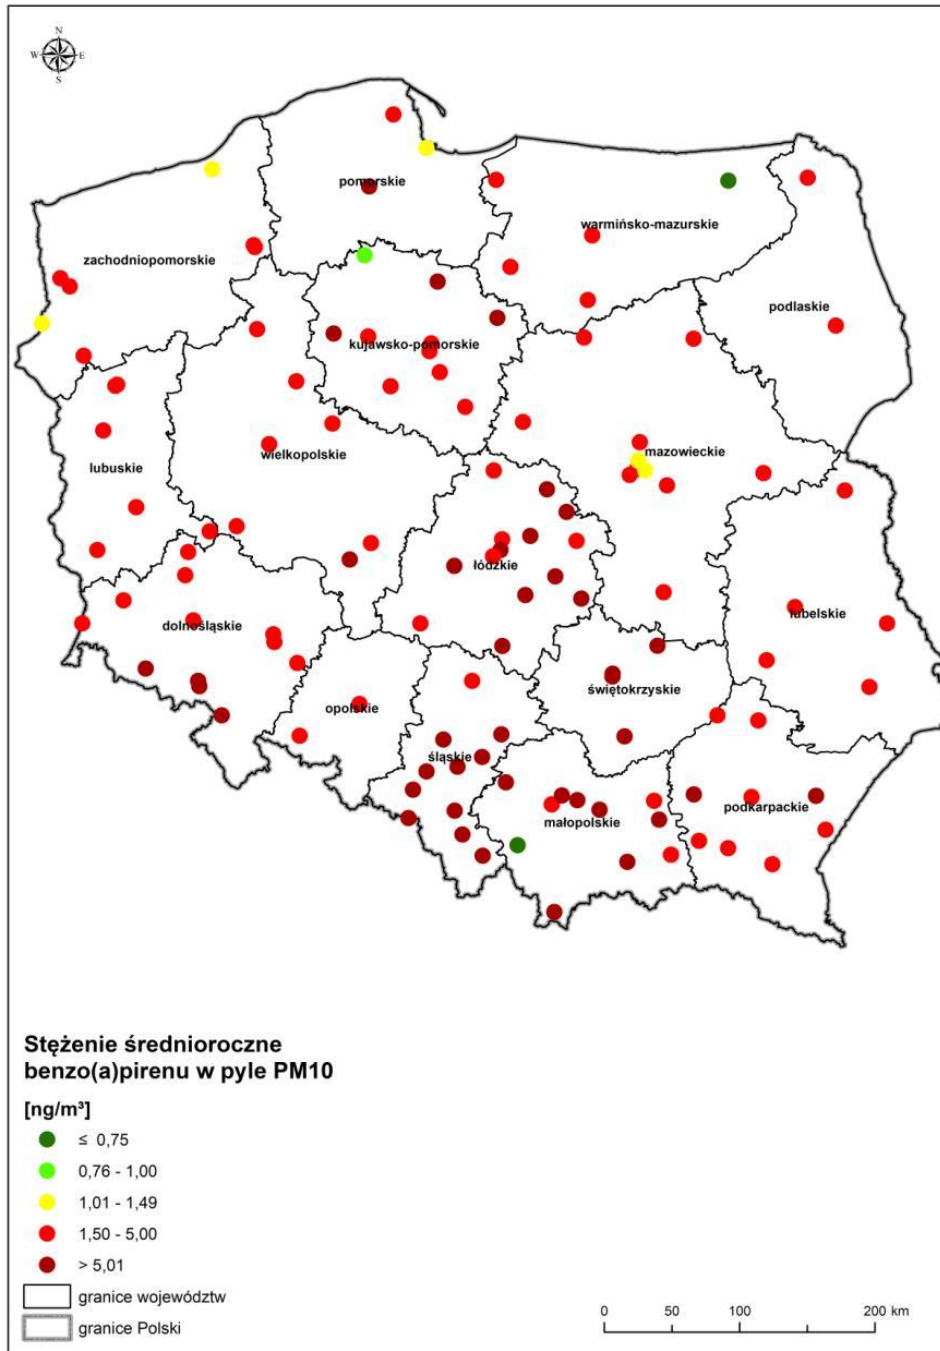 N
W E
S
pomorskie
warmińsko-mazurskie
zachodniopomorskie
podlaskie
kujawsko-pomorskie
mazowieckie
wielkopolskie
lubuskie
łódzkie
lubelskie
dolnośląskie
świętokrzyskie
opolskie
śląskie
podkarpackie
małopolskie
Stężenie średnioroczne
benzo(a)pirenu w pyle PM10
[ng/m³]
≤ 0,75
0,76 - 1,00
1,01 - 1,49
1,50 - 5,00
> 5,01
granice województw
granice Polski
0 50 100 200 km